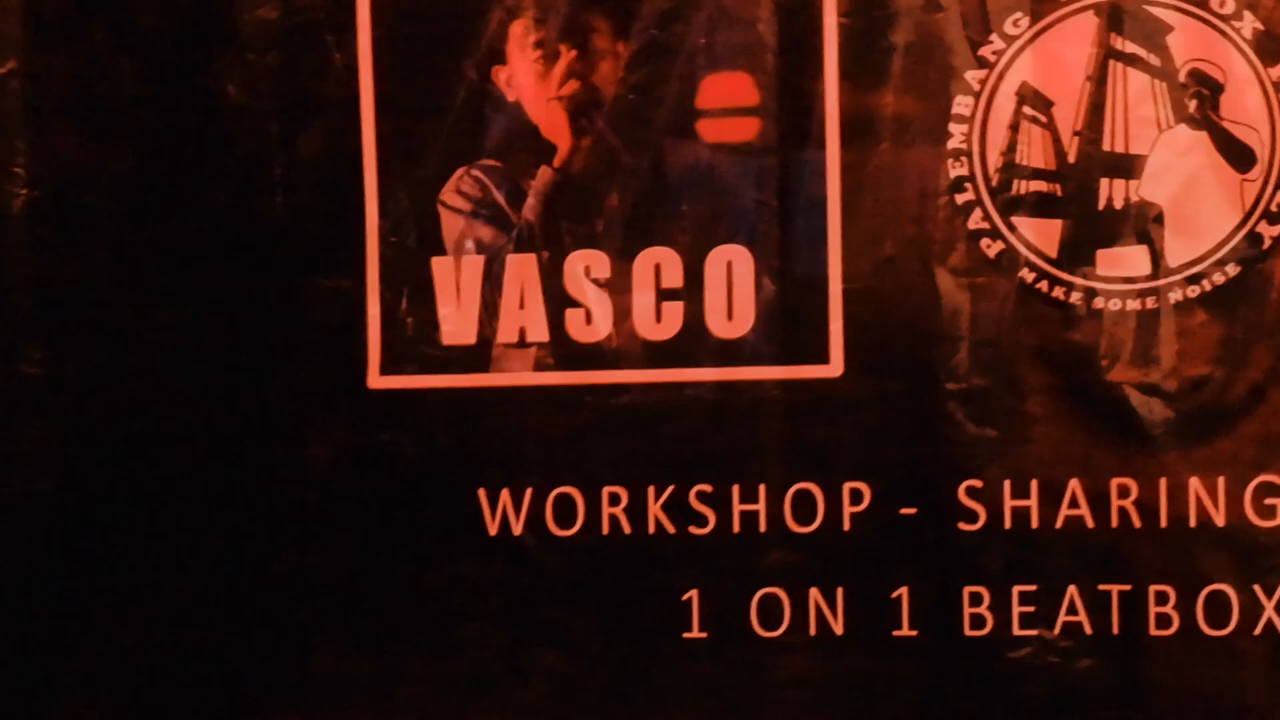 PALEMBANG
MAKE SOME NOISE
VASCO
WORKSHOP - SHARING
1 ON 1 BEATBOX